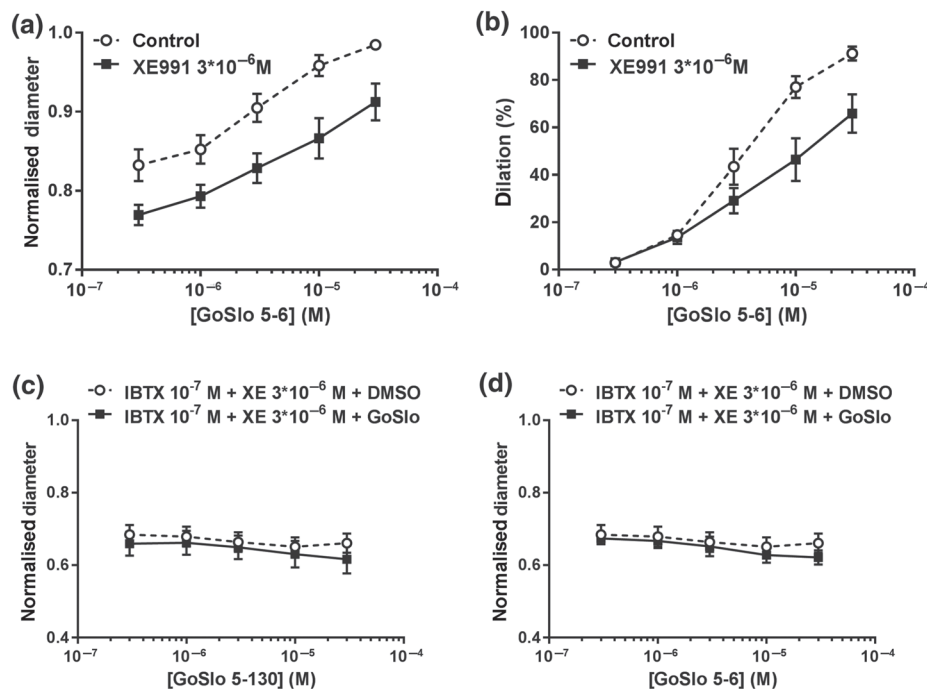 (a)
Control
XE991 3*10⁻⁶M
Normalised diameter
1.0
0.9
0.8
0.7
10⁻⁷
10⁻⁶
10⁻⁵
10⁻⁴
[GoSlo 5-6] (M)
(b)
Control
XE991 3*10⁻⁶M
Dilation (%)
100
80
60
40
20
0
10⁻⁷
10⁻⁶
10⁻⁵
10⁻⁴
[GoSlo 5-6] (M)
(c)
IBTX 10⁻⁷ M + XE 3*10⁻⁶ M + DMSO
IBTX 10⁻⁷ M + XE 3*10⁻⁶ M + GoSlo
Normalised diameter
1.0
0.8
0.6
0.4
10⁻⁷
10⁻⁶
10⁻⁵
10⁻⁴
[GoSlo 5-130] (M)
(d)
IBTX 10⁻⁷ M + XE 3*10⁻⁶ M + DMSO
IBTX 10⁻⁷ M + XE 3*10⁻⁶ M + GoSlo
Normalised diameter
1.0
0.8
0.6
0.4
10⁻⁷
10⁻⁶
10⁻⁵
10⁻⁴
[GoSlo 5-6] (M)